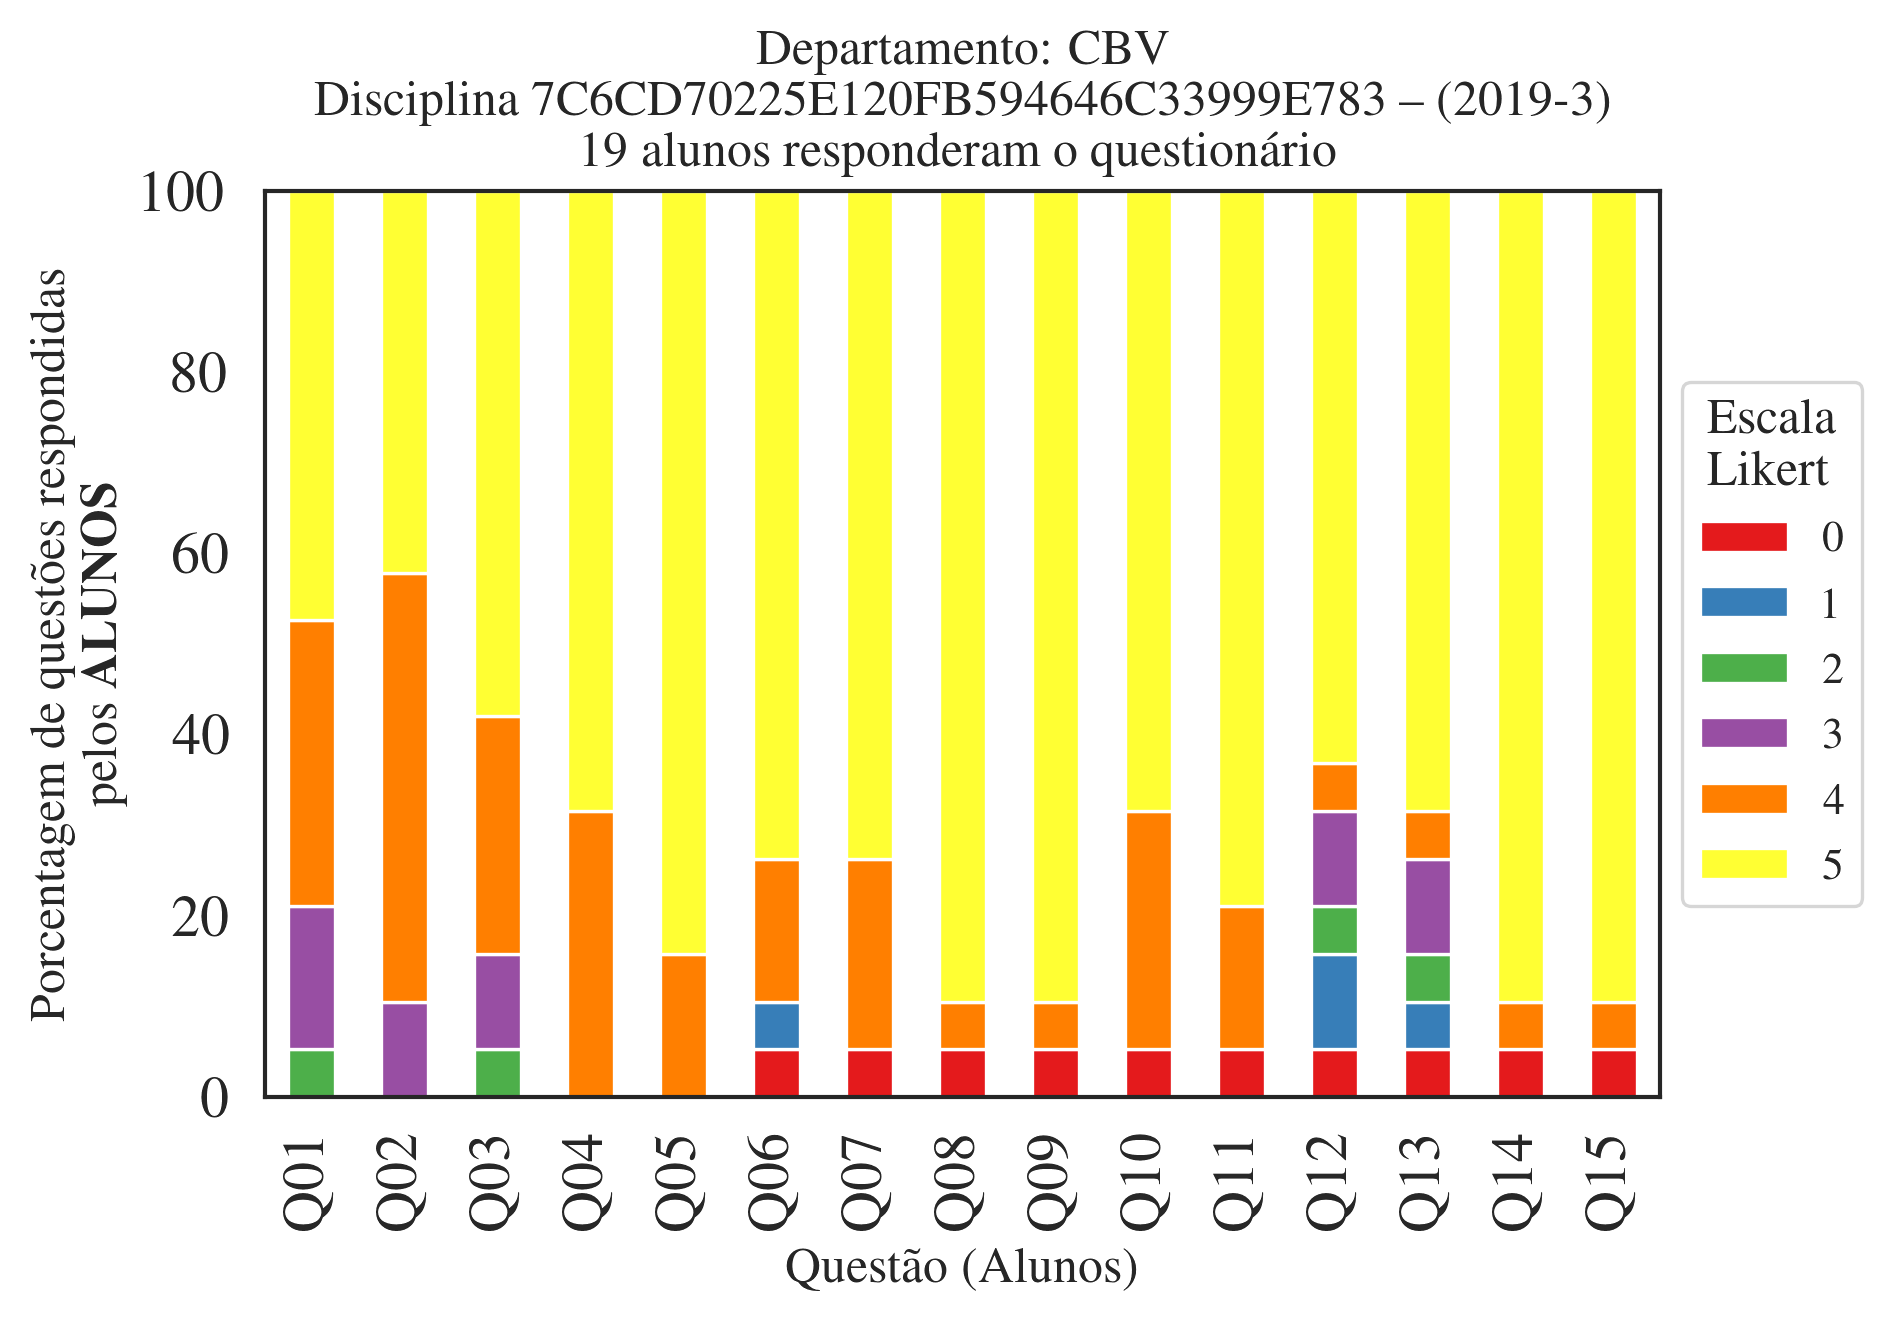 Departamento: CBV
Disciplina 7C6CD70225E120FB594646C33999E783 – (2019-3)
19 alunos responderam o questionário
Porcentagem de questões respondidas
pelos ALUNOS
100
80
60
40
20
0
Q01
Q02
Q03
Q04
Q05
Q06
Q07
Q08
Q09
Q10
Q11
Q12
Q13
Q14
Q15
Questão (Alunos)
Escala
Likert
0
1
2
3
4
5